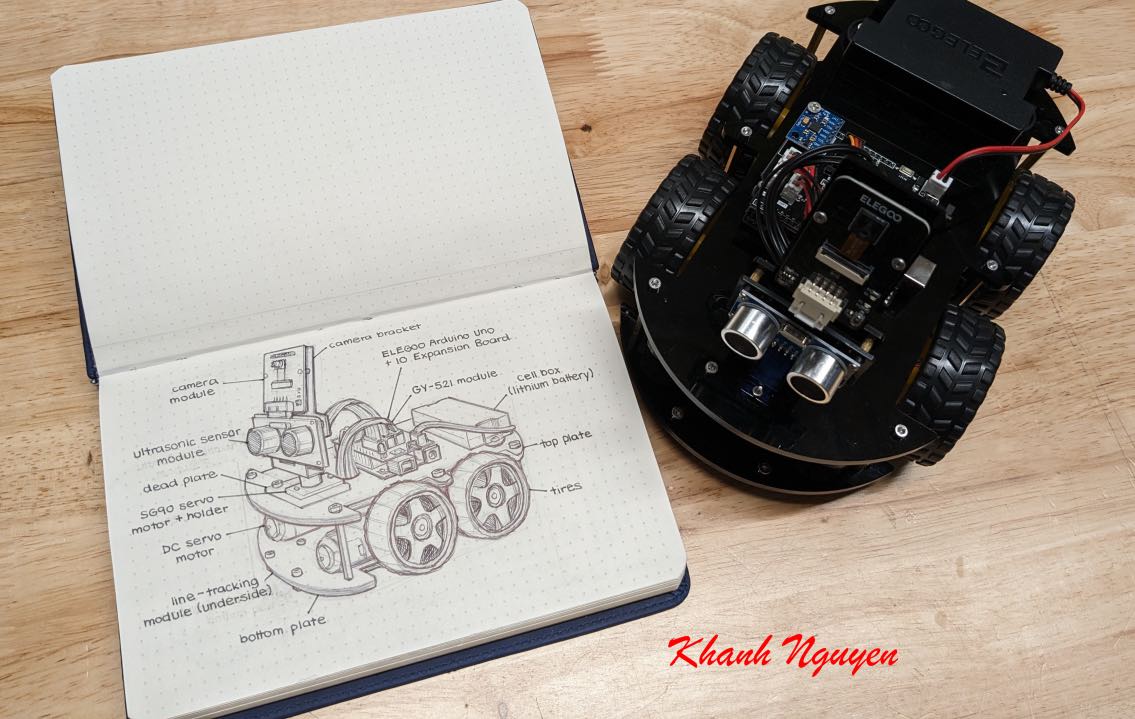 ELEGOO
ELEGOO
camera bracket
ELEGOO Arduino Uno
+ IO Expansion Board
camera
module
GY-521 module
cell box
(lithium battery)
ultrasonic sensor
module
top plate
dead plate
tires
SG90 servo
motor + holder
DC servo
motor
line-tracking
module (underside)
bottom plate
Khanh Nguyen